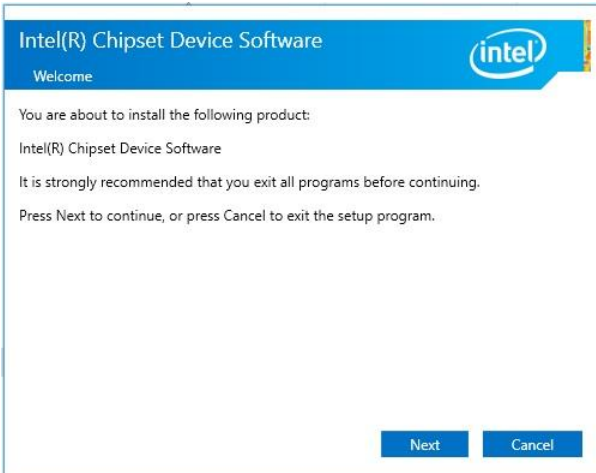 Intel(R) Chipset Device Software
intel
Welcome
You are about to install the following product:
Intel(R) Chipset Device Software
It is strongly recommended that you exit all programs before continuing.
Press Next to continue, or press Cancel to exit the setup program.
Next
Cancel